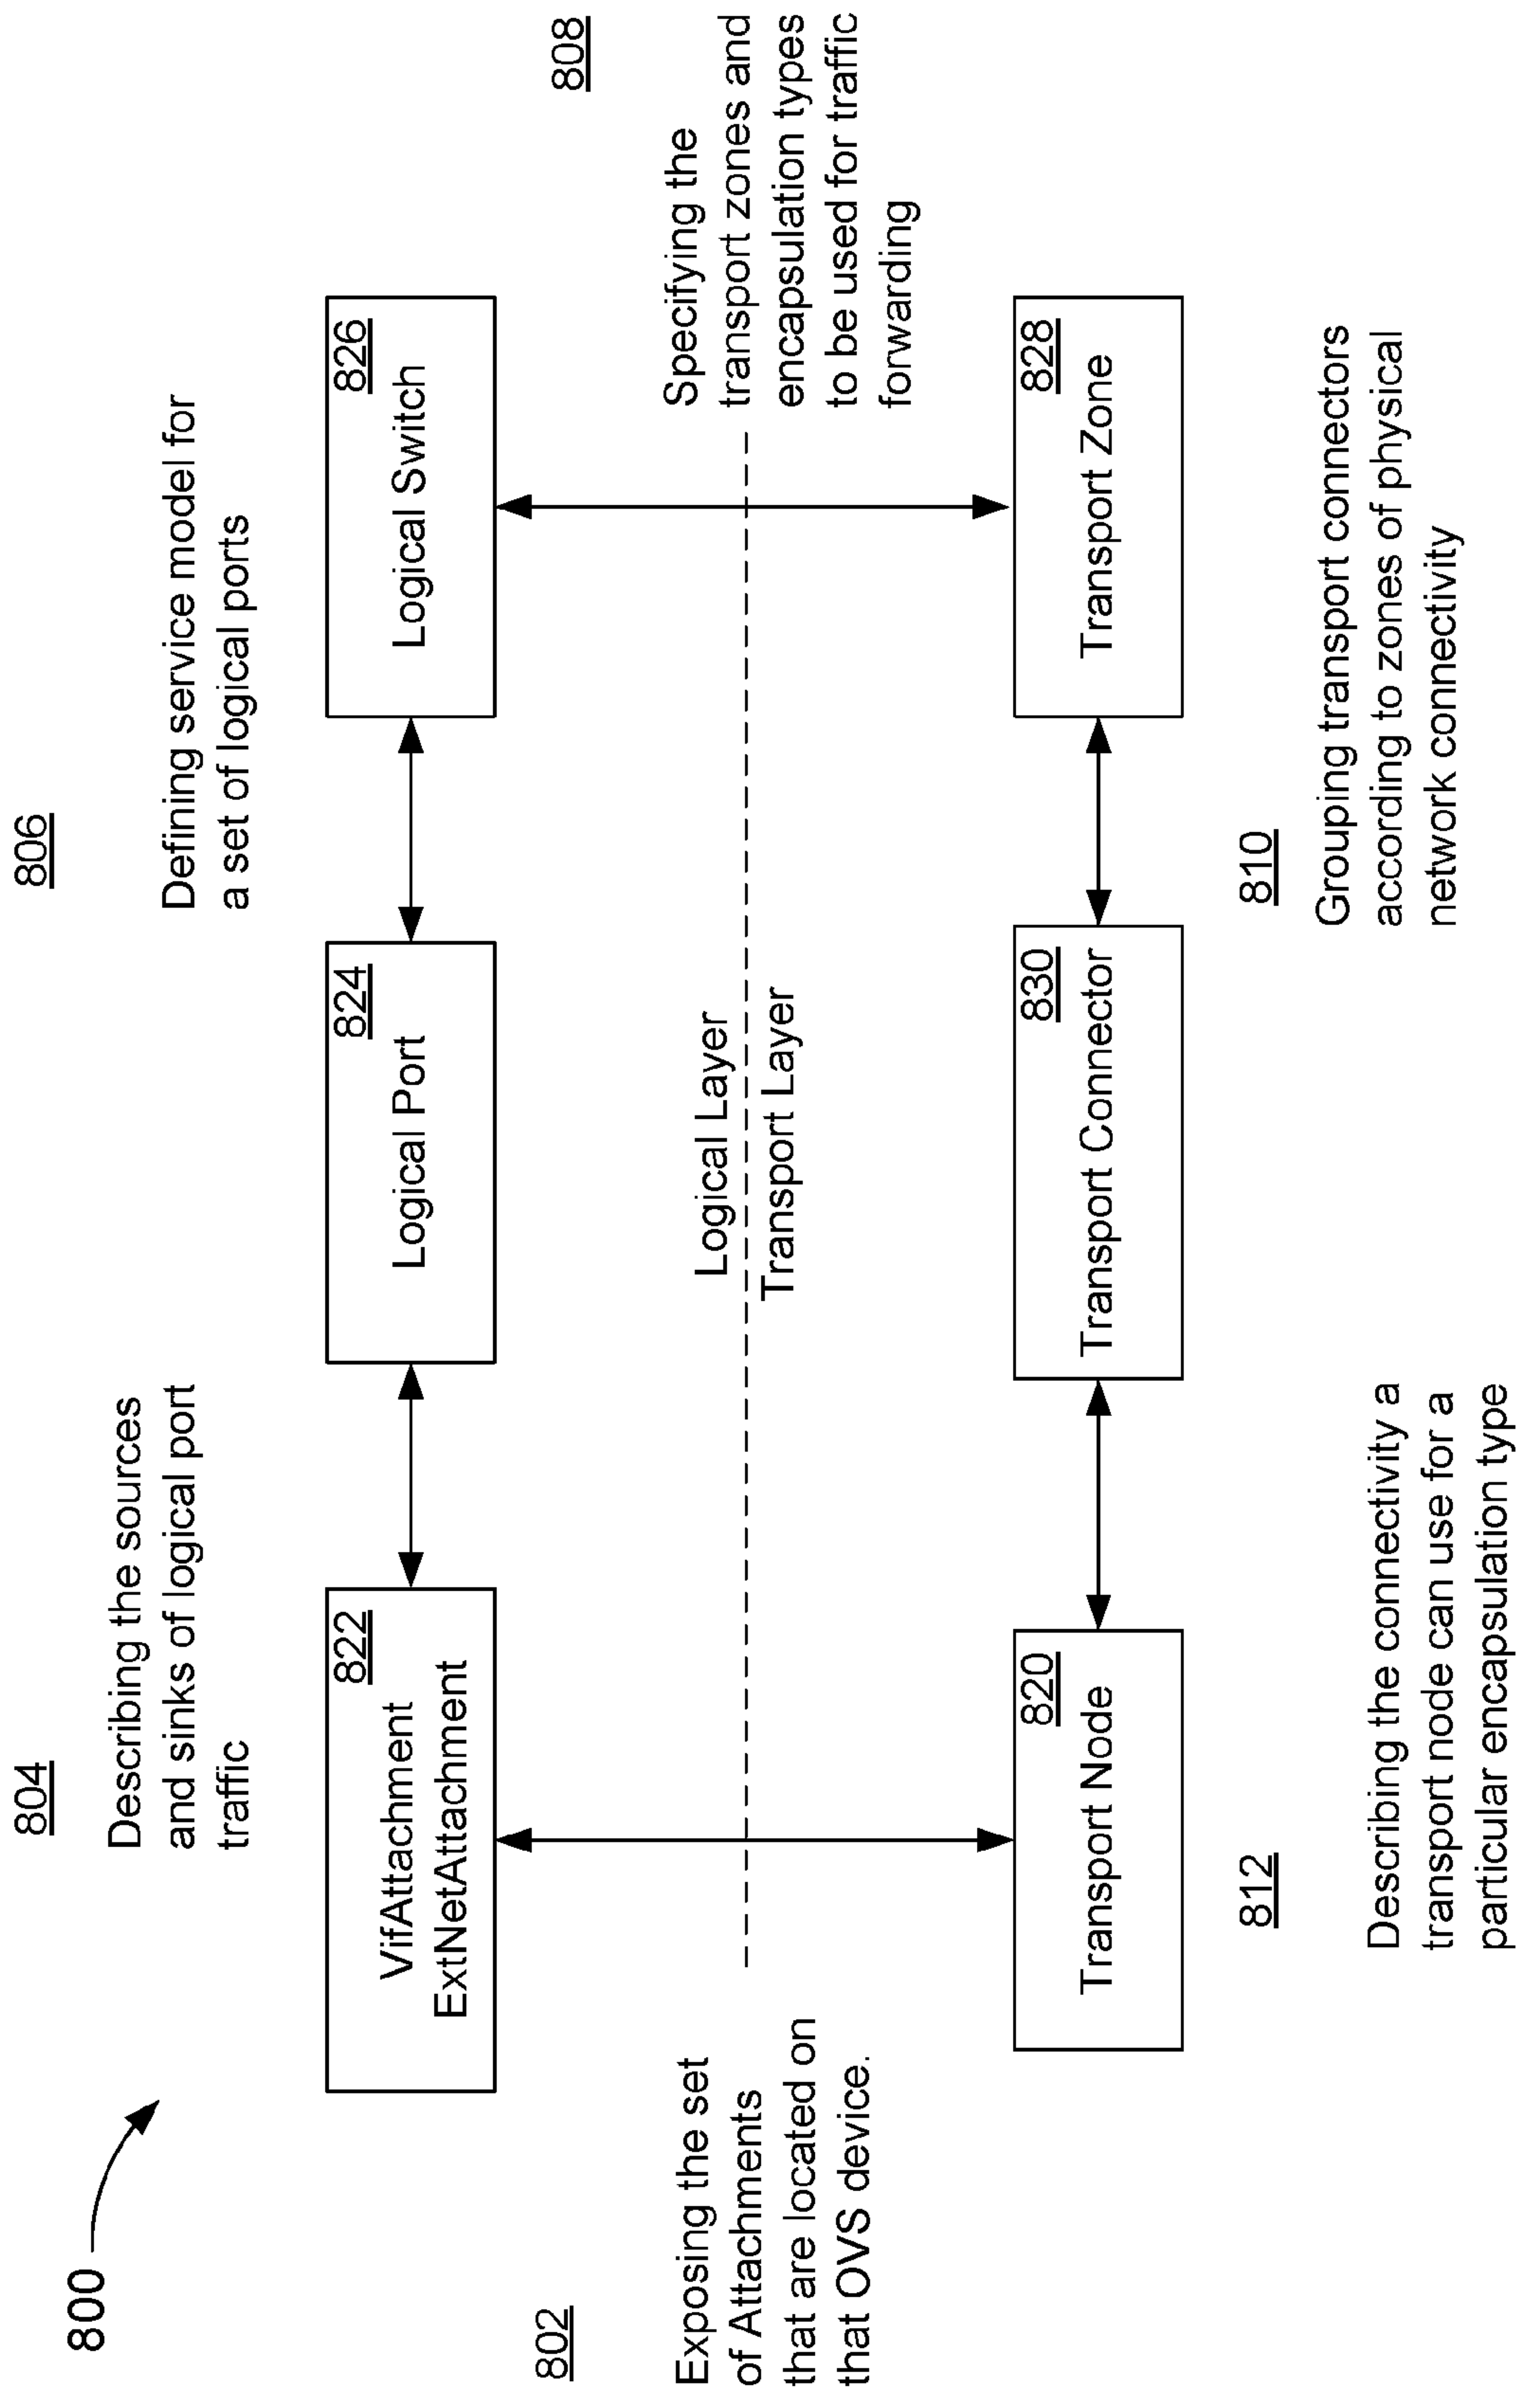 800
804
Describing the sources
and sinks of logical port
traffic
806
Defining service model for
a set of logical ports
822
VifAttachment
ExtNetAttachment
824
Logical Port
826
Logical Switch
802
Exposing the set
of Attachments
that are located on
that OVS device.
Logical Layer
Transport Layer
808
Specifying the
transport zones and
encapsulation types
to be used for traffic
forwarding
820
Transport Node
830
Transport Connector
828
Transport Zone
812
Describing the connectivity a
transport node can use for a
particular encapsulation type
810
Grouping transport connectors
according to zones of physical
network connectivity